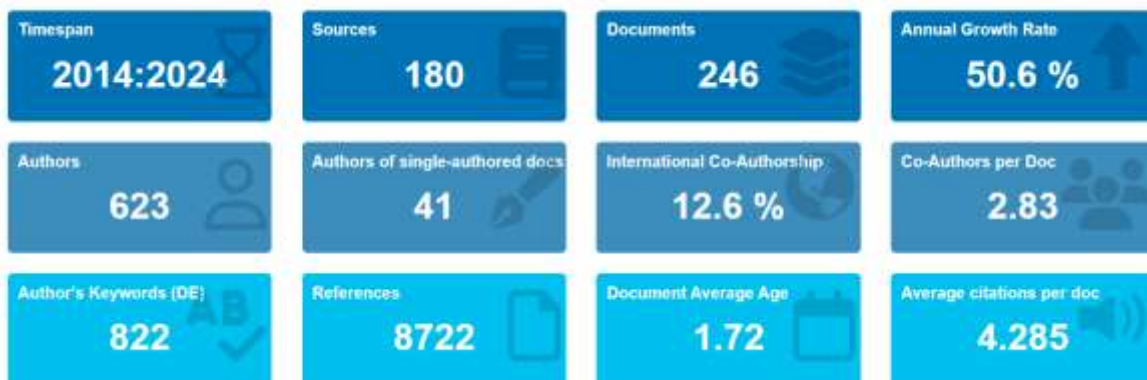 Timespan
2014:2024
Sources
180
Documents
246
Annual Growth Rate
50.6 %
Authors
623
Authors of single-authored docs
41
International Co-Authorship
12.6 %
Co-Authors per Doc
2.83
Author's Keywords (DE)
822
AB
References
8722
Document Average Age
1.72
Average citations per doc
4.285